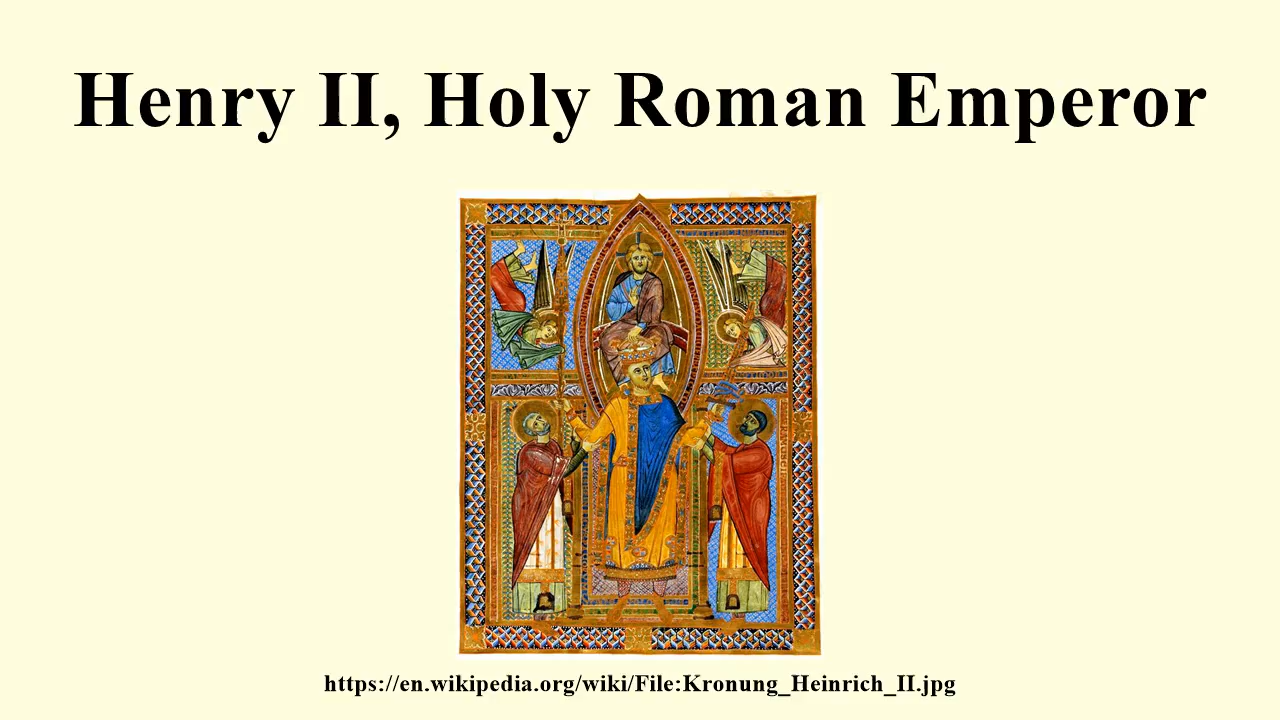 Henry II, Holy Roman Emperor
https://en.wikipedia.org/wiki/File:Kronung_Heinrich_II.jpg